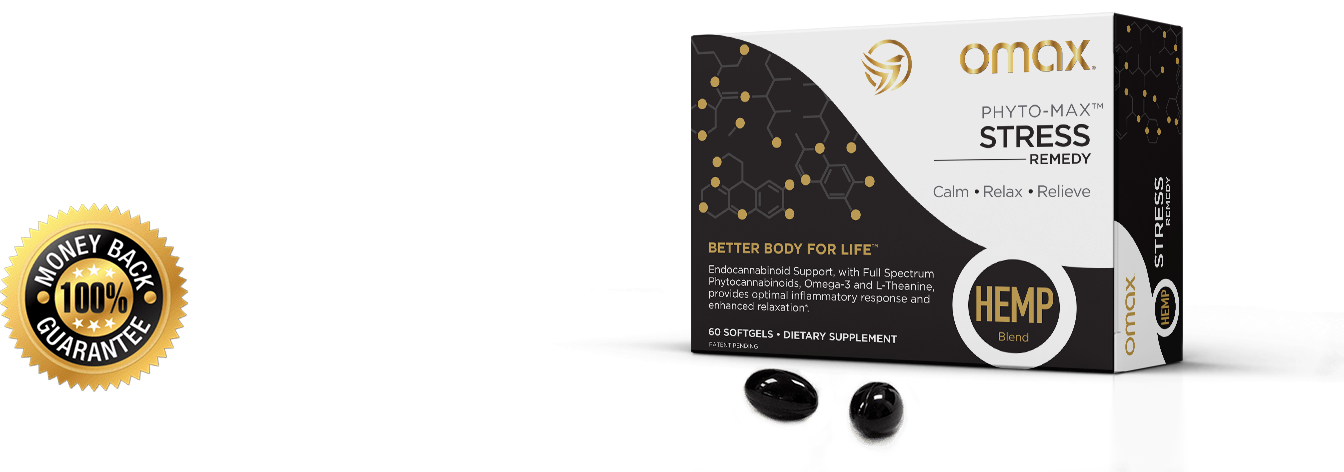 MONEY BACK
100%
GUARANTEE
omax®
PHYTO-MAX™
STRESS
REMEDY
Calm • Relax • Relieve
BETTER BODY FOR LIFE™
Endocannabinoid Support, with Full Spectrum
Phytocannabinoids, Omega-3 and L-Theanine,
provides optimal inflammatory response and
enhanced relaxation*.
60 SOFTGELS • DIETARY SUPPLEMENT
PATENT PENDING
HEMP
Blend
STRESS
REMEDY
omax
HEMP